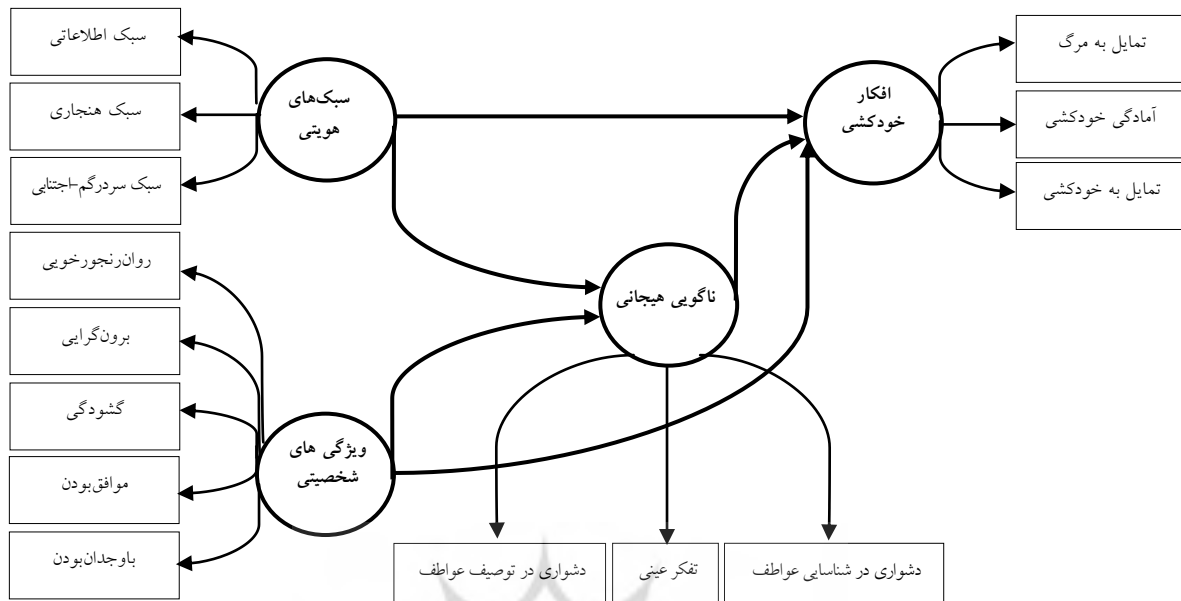 سبک اطلاعاتی
سبک هنجاری
سبک سردرگم-اجتنابی
سبک‌های
هویتی
افکار
خودکشی
تمایل به مرگ
آمادگی خودکشی
تمایل به خودکشی
ناگویی هیجانی
روان‌رنجورخویی
برون‌گرایی
گشودگی
موافق‌بودن
باوجدان‌بودن
ویژگی های
شخصیتی
دشواری در شناسایی عواطف
تفکر عینی
دشواری در توصیف عواطف